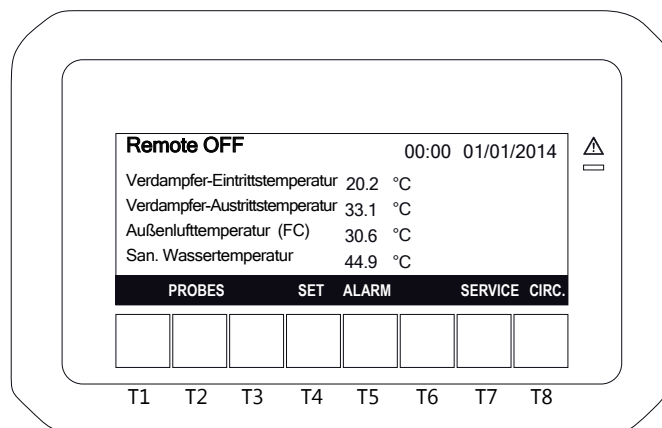 Remote OFF 00:00 01/01/2014
Verdampfer-Eintrittstemperatur 20.2 °C
Verdampfer-Austrittstemperatur 33.1 °C
Außenlufttemperatur (FC) 30.6 °C
San. Wassertemperatur 44.9 °C
PROBES SET ALARM SERVICE CIRC.
T1 T2 T3 T4 T5 T6 T7 T8